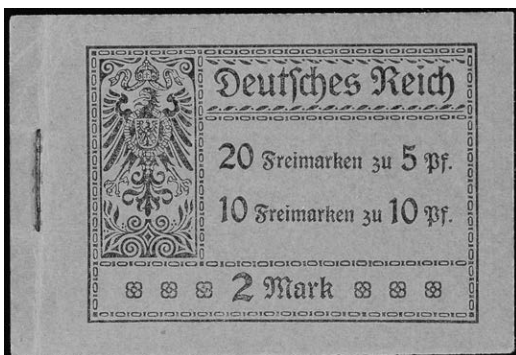 Deutſches Reich
20 Freimarken zu 5 Pf.
10 Freimarken zu 10 Pf.
2 Mark